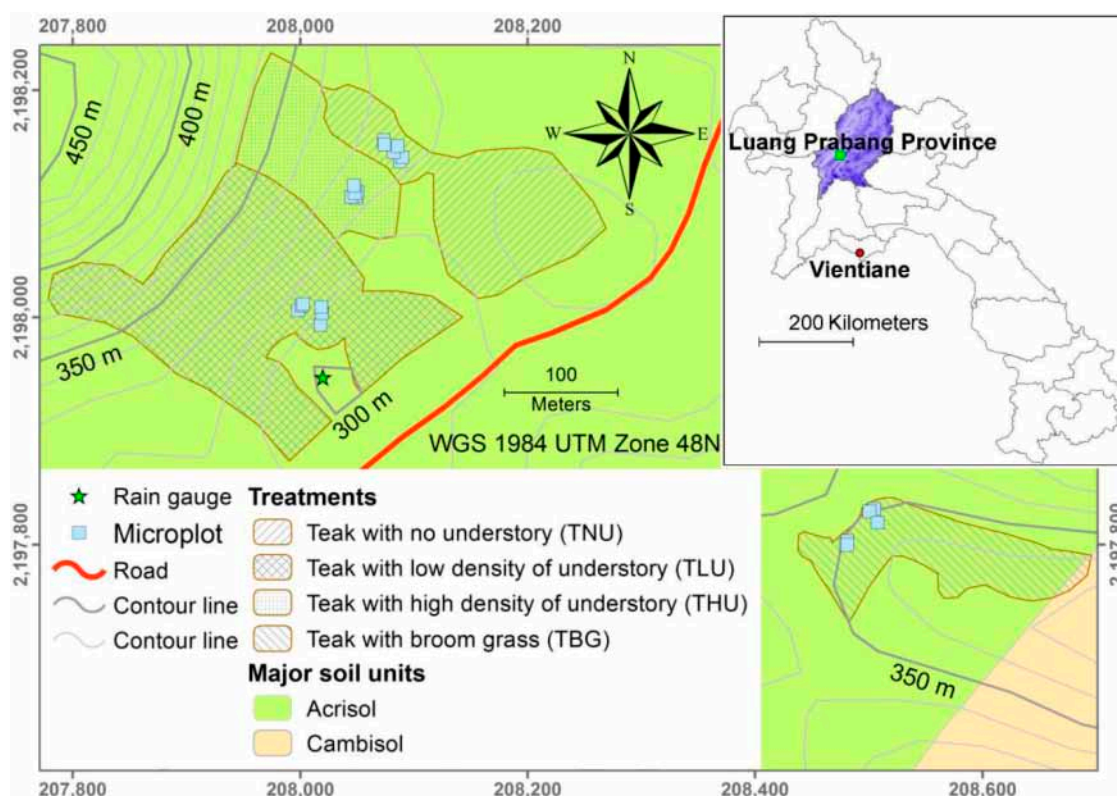 207,800
208,000
208,200
2,198,200
2,198,000
2,197,800
450 m
400 m
350 m
300 m
N
W
E
S
100
Meters
WGS 1984 UTM Zone 48N
Luang Prabang Province
Vientiane
200 Kilometers
Rain gauge
Microplot
Road
Contour line
Contour line
Treatments
Teak with no understory (TNU)
Teak with low density of understory (TLU)
Teak with high density of understory (THU)
Teak with broom grass (TBG)
Major soil units
Acrisol
Cambisol
350 m
2,197,800
207,800
208,000
208,200
208,400
208,600